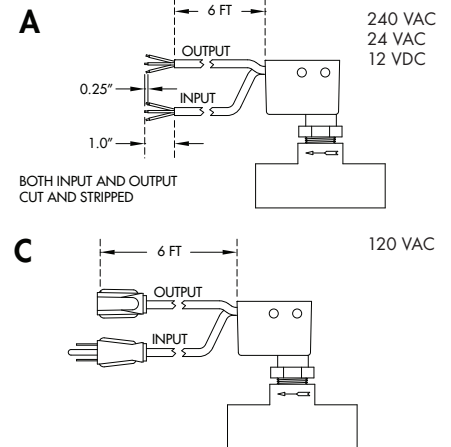 A
6 FT
240 VAC
24 VAC
12 VDC
OUTPUT
0.25"
INPUT
1.0"
BOTH INPUT AND OUTPUT
CUT AND STRIPPED
C
6 FT
120 VAC
OUTPUT
INPUT